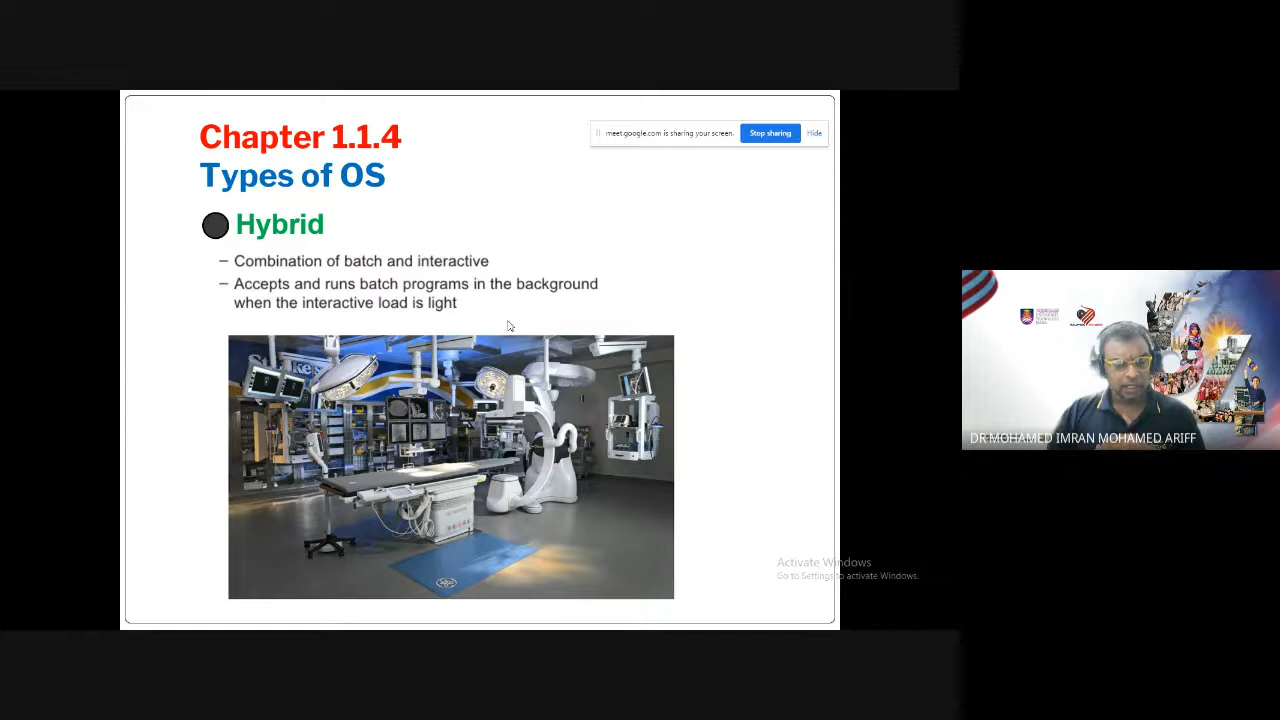 Chapter 1.1.4
Types of OS
meet.google.com is sharing your screen.
Stop sharing
Hide
Hybrid
– Combination of batch and interactive
– Accepts and runs batch programs in the background
when the interactive load is light
DR MOHAMED IMRAN MOHAMED ARIFF
Activate Windows
Go to Settings to activate Windows.